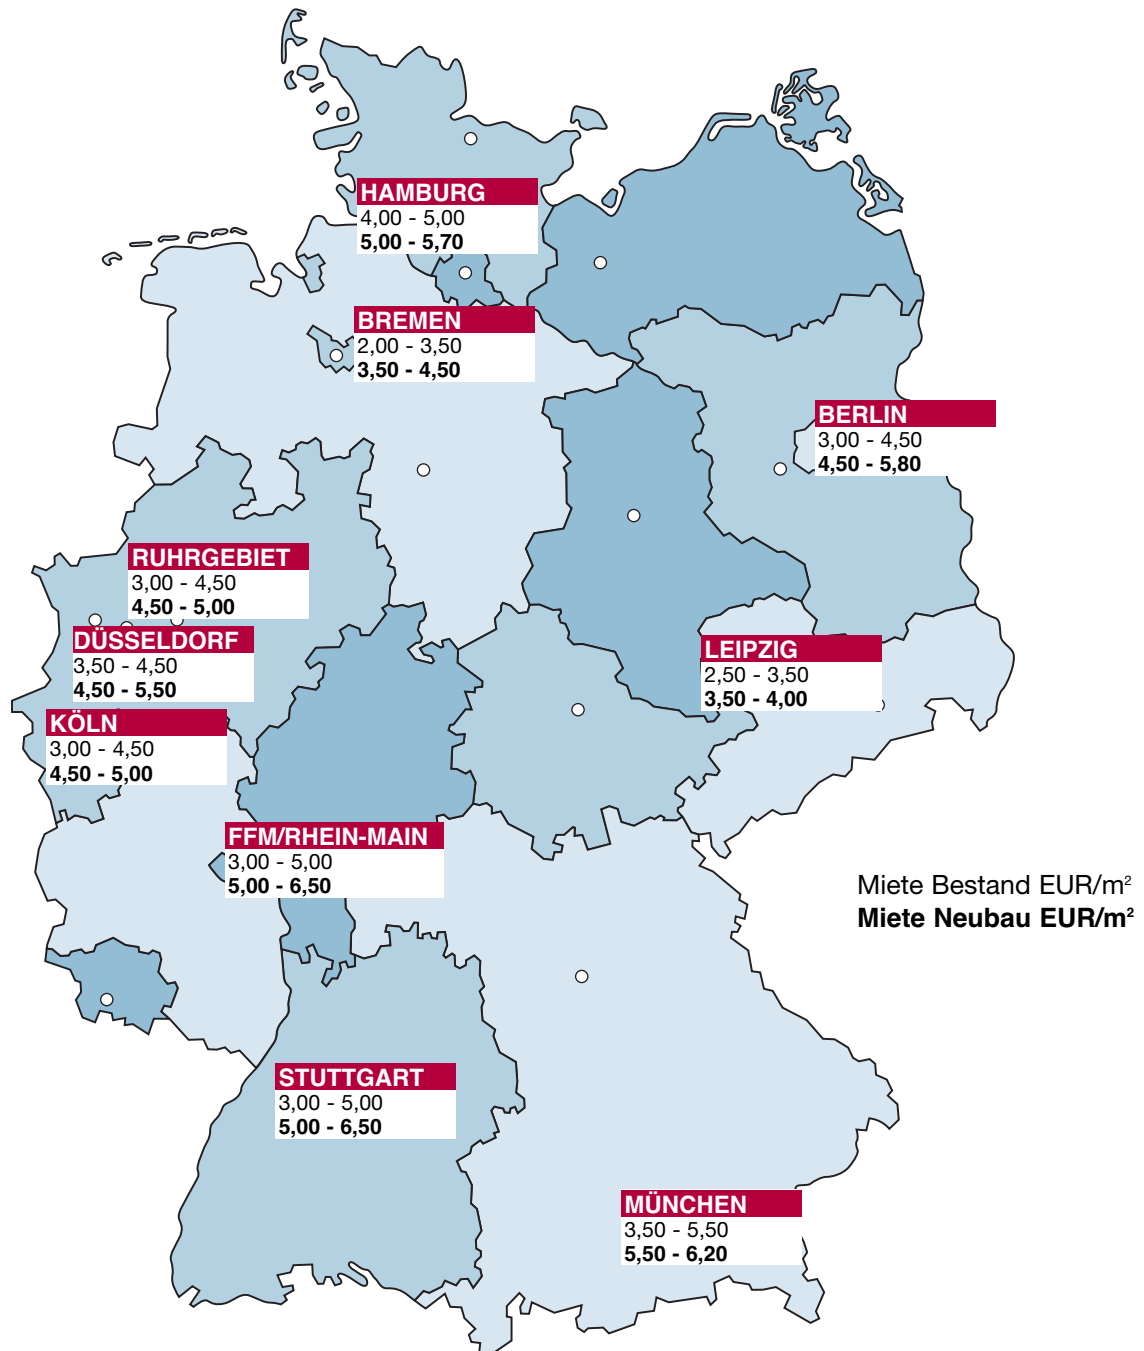 HAMBURG
4,00 - 5,00
5,00 - 5,70
BREMEN
2,00 - 3,50
3,50 - 4,50
BERLIN
3,00 - 4,50
4,50 - 5,80
RUHRGEBIET
3,00 - 4,50
4,50 - 5,00
DÜSSELDORF
3,50 - 4,50
4,50 - 5,50
LEIPZIG
2,50 - 3,50
3,50 - 4,00
KÖLN
3,00 - 4,50
4,50 - 5,00
FFM/RHEIN-MAIN
3,00 - 5,00
5,00 - 6,50
Miete Bestand EUR/m²
Miete Neubau EUR/m²
STUTTGART
3,00 - 5,00
5,00 - 6,50
MÜNCHEN
3,50 - 5,50
5,50 - 6,20